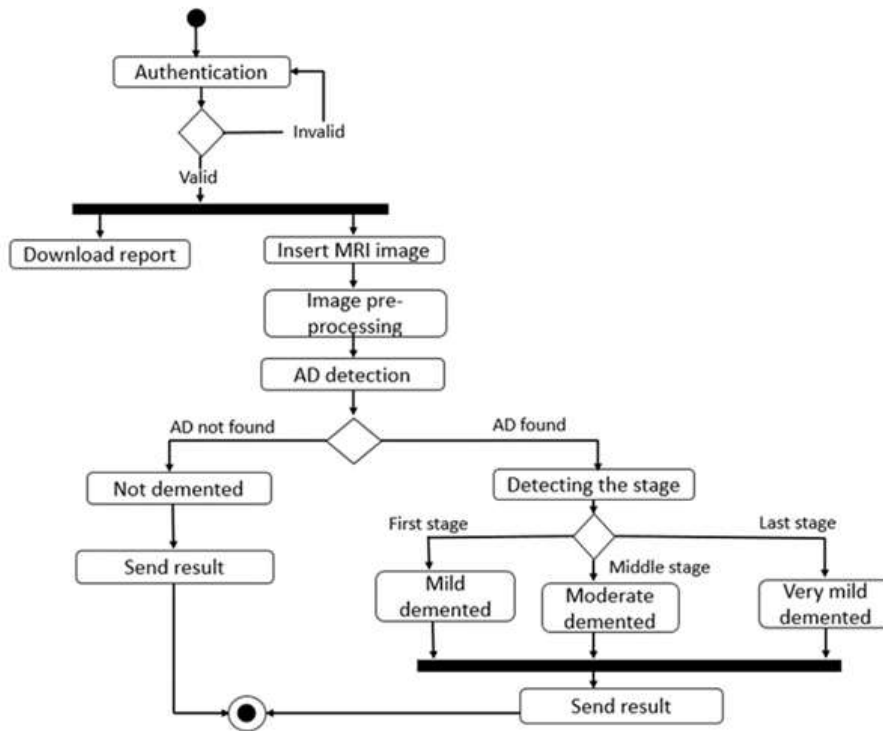 Authentication
Invalid
Valid
Download report
Insert MRI image
Image pre-
processing
AD detection
AD not found
AD found
Not demented
Detecting the stage
First stage
Last stage
Send result
Middle stage
Mild
demented
Moderate
demented
Very mild
demented
Send result